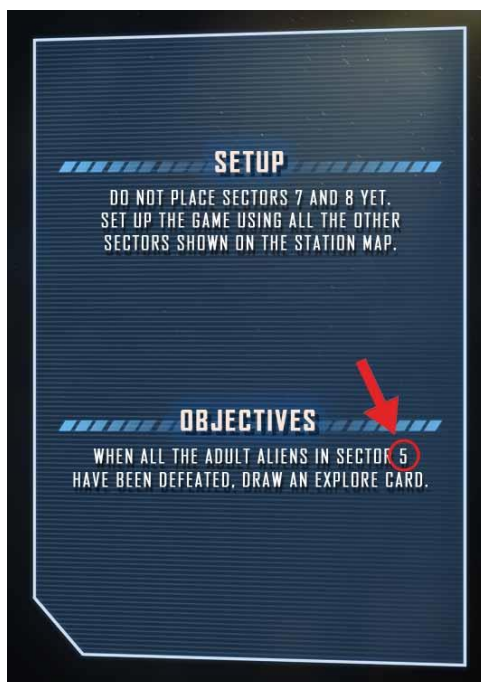 SETUP
DO NOT PLACE SECTORS 7 AND 8 YET.
SET UP THE GAME USING ALL THE OTHER
SECTORS SHOWN ON THE STATION MAP.
OBJECTIVES
WHEN ALL THE ADULT ALIENS IN SECTOR 5
HAVE BEEN DEFEATED, DRAW AN EXPLORE CARD.